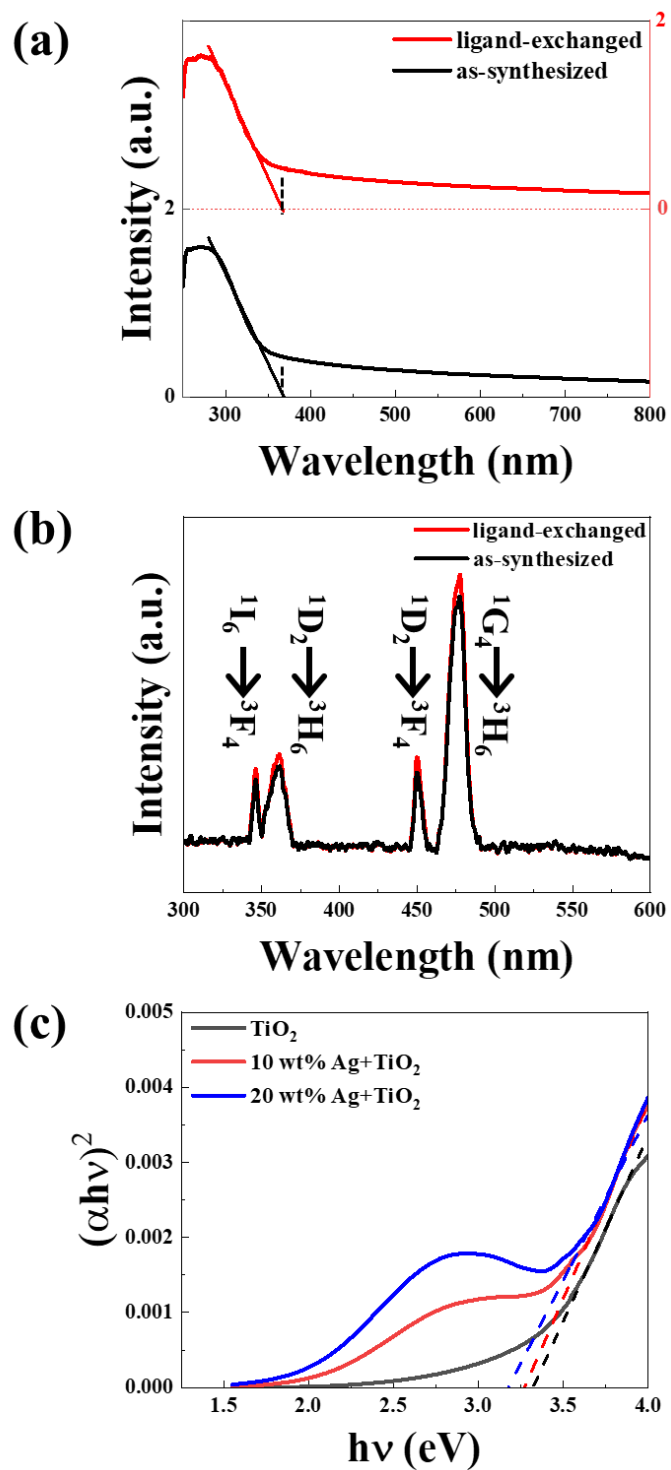 (a)
ligand-exchanged
as-synthesized
Intensity (a.u.)
2
0
2
0
300 400 500 600 700 800
Wavelength (nm)
(b)
ligand-exchanged
as-synthesized
Intensity (a.u.)
¹I₆ → ³F₄
¹D₂ → ³H₆
¹D₂ → ³F₄
¹G₄ → ³H₆
300 350 400 450 500 550 600
Wavelength (nm)
(c)
TiO₂
10 wt% Ag+TiO₂
20 wt% Ag+TiO₂
(αhν)²
0.005
0.004
0.003
0.002
0.001
0.000
1.5 2.0 2.5 3.0 3.5 4.0
hν (eV)